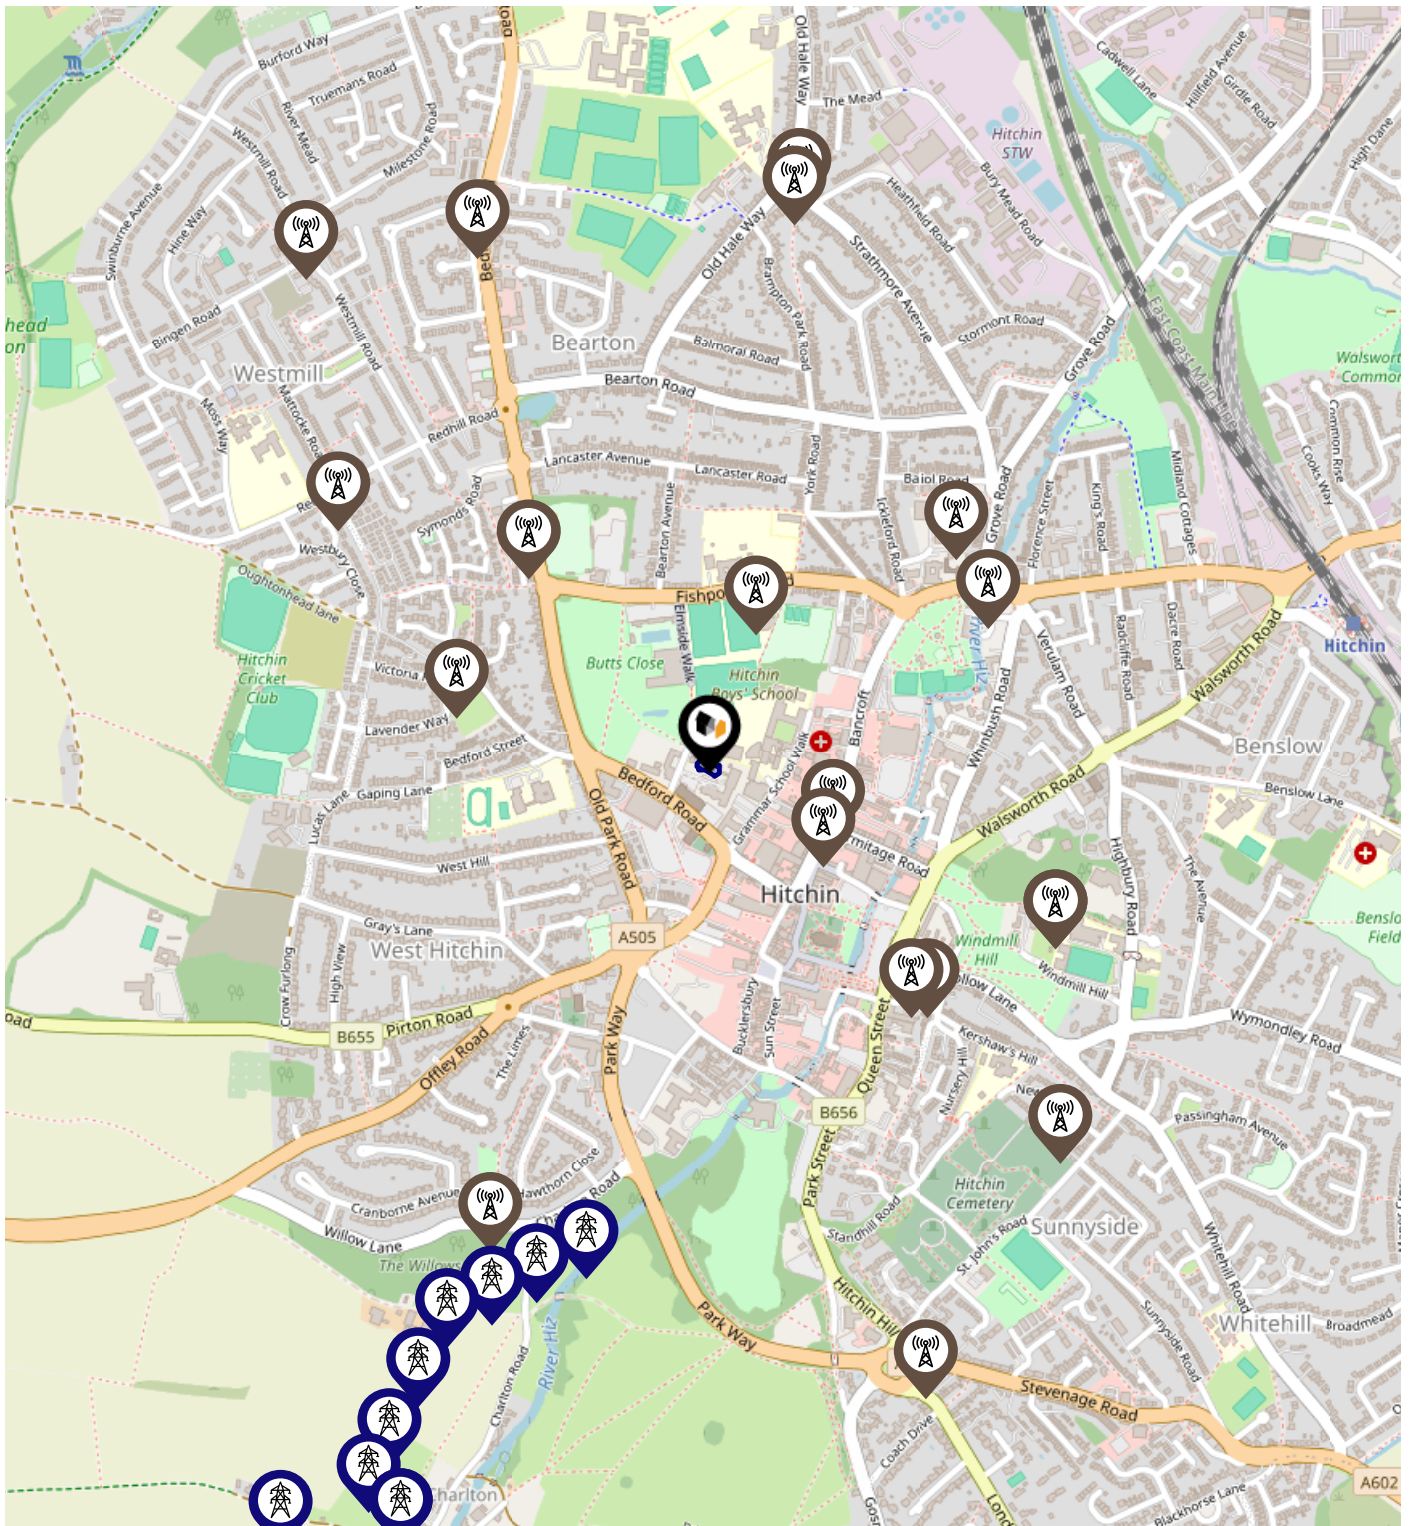 Burford Way
Truemans Road
River Mead
Westmill Road
Milestone Road
Swinburne Avenue
Hine Way
Bingen Road
Westmill Road
Westmill
Moss Way
Redhill Road
Symonds Road
Westbury Close
Oughtonhead lane
Hitchin
Cricket
Club
Lavender Way
Bedford Street
Gaping Lane
Lucas Lane
West Hill
Gray's Lane
West Hitchin
Crow Furlong
High View
B655
Pirton Road
Offley Road
The Limes
Old Park Road
Bedford Road
A505
Park Way
Old Hale Way
The Mead
Hitchin
STW
Cadwell Lane
Hillfield Avenue
Girdle Road
High Dane
Bury Mead Road
Heathfield Road
Old Hale Way
Strathmore Avenue
Brampton Park Road
Stormont Road
Grove Road
East Coast Main Line
Bearton
Balmoral Road
Bearton Road
Lancaster Avenue
Lancaster Road
York Road
Bearton Avenue
Baiol Road
Ickleford Road
Grove Road
Florence Street
King's Road
Midland Cottages
Common Rise
Cooks Way
Elmside Walk
Butts Close
Hitchin
Boys' School
Grammar School Walk
Bancroft
River Hiz
Whinbush Road
Verulam Road
Radcliffe Road
Dacre Road
Walsworth Road
Hitchin
Benslow
Benslow Lane
Walsworth Road
Highbury Road
The Avenue
Hitchin
Windmill
Hill
Windmill Hill
Wymondley Road
Kershaw's Hill
Nursery Hill
Queen Street
Bucklersbury
Sun Street
B656
Park Street
Passingham Avenue
Hitchin
Cemetery
Standhill Road
St. John's Road
Sunnyside
Sunnyside Road
Whitehill Road
Whitehill
Broadmead
Hitchin Hill
Stevenage Road
A602
Blackhorse Lane
Coach Drive
Park Way
Cranborne Avenue
Hawthorn Close
Willow Lane
Charlton Road
River Hiz
Charlton